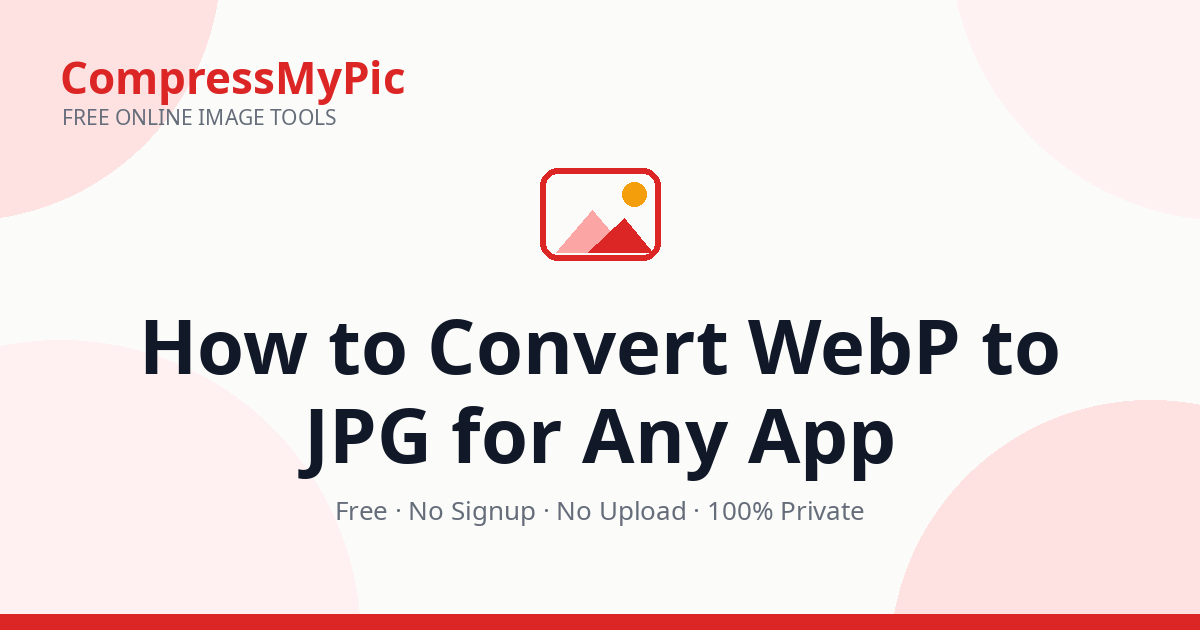 CompressMyPic
FREE ONLINE IMAGE TOOLS
How to Convert WebP to
JPG for Any App
Free · No Signup · No Upload · 100% Private